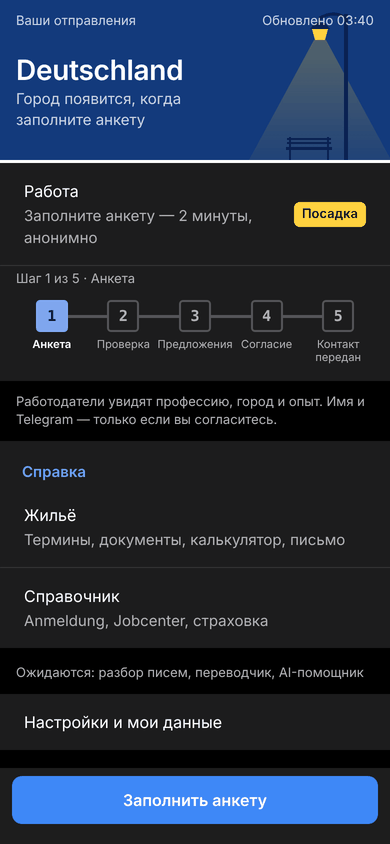 Ваши отправления
Обновлено 03:40
Deutschland
Город появится, когда
заполните анкету
Работа
Заполните анкету — 2 минуты,
анонимно
Посадка
Шаг 1 из 5 · Анкета
1 2 3 4 5
Анкета Проверка Предложения Согласие Контакт
передан
Работодатели увидят профессию, город и опыт. Имя и
Telegram — только если вы согласитесь.
Справка
Жильё
Термины, документы, калькулятор, письмо
Справочник
Anmeldung, Jobcenter, страховка
Ожидаются: разбор писем, переводчик, AI-помощник
Настройки и мои данные
Заполнить анкету